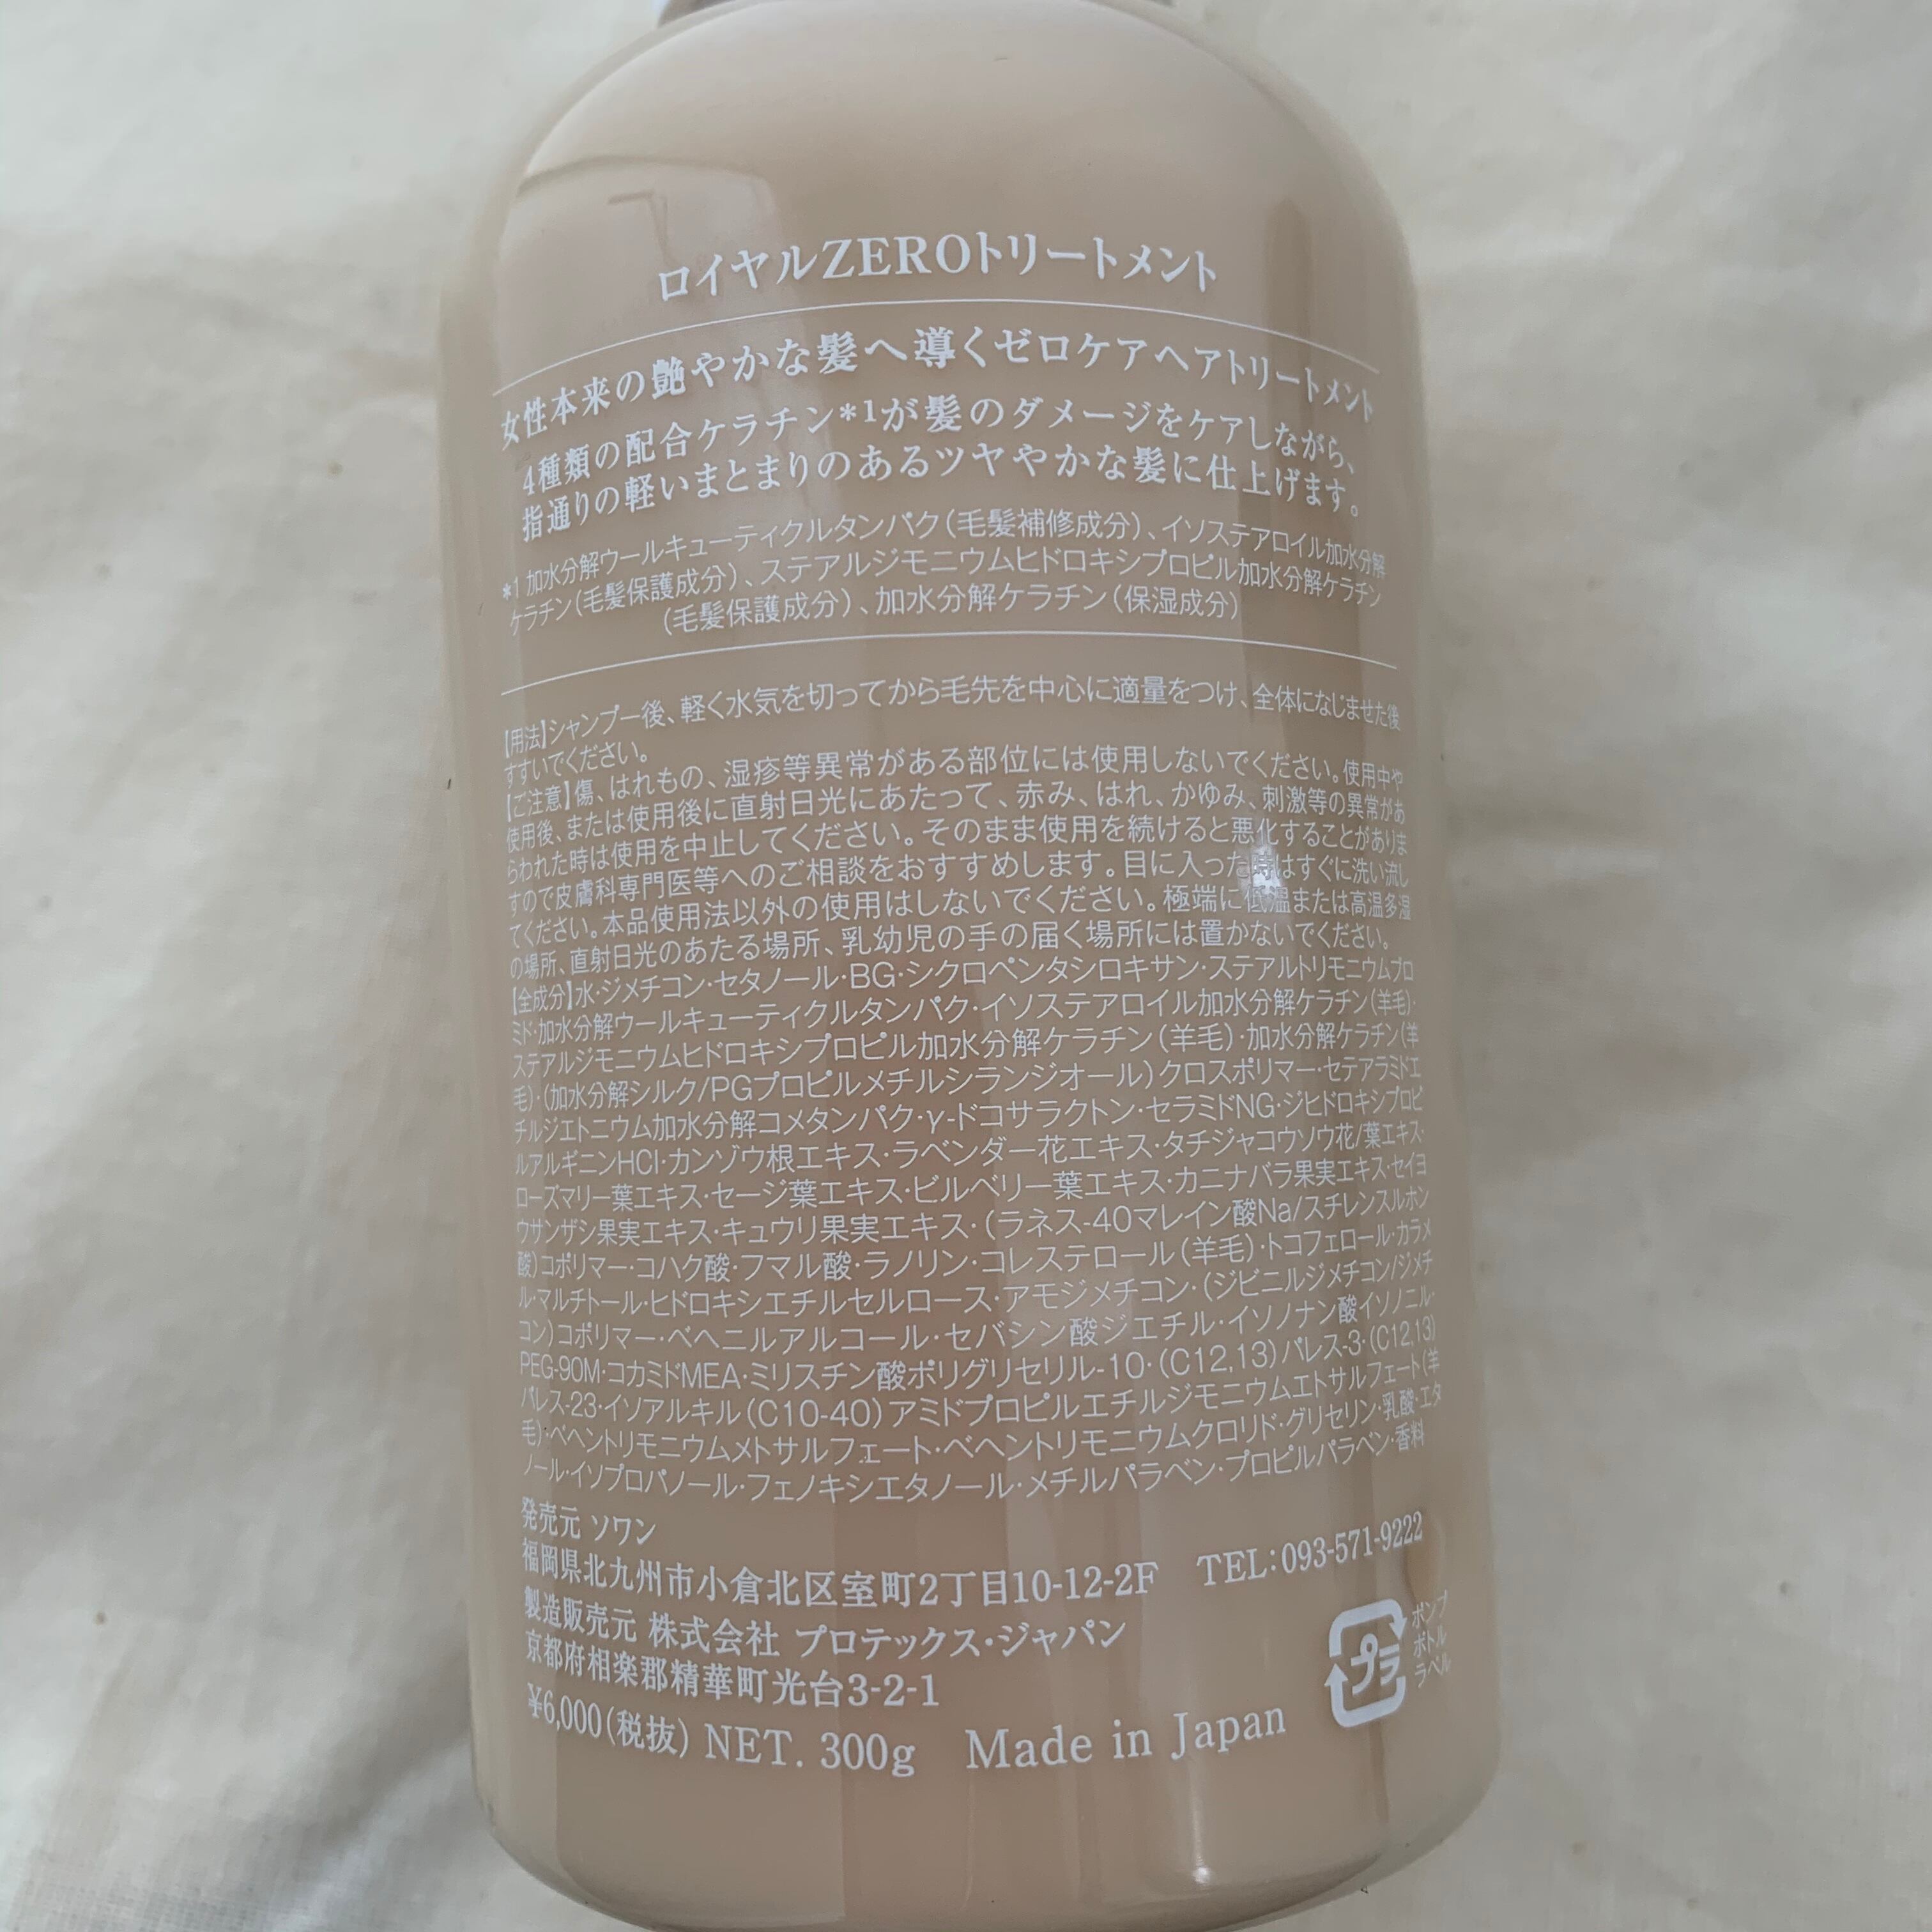 ロイヤルZEROトリートメント
女性本来の艶やかな髪へ導くゼロケアヘアトリートメント
4種類の配合ケラチン*1が髪のダメージをケアしながら、
指通りの軽いまとまりのあるツヤやかな髪に仕上げます。
*1 加水分解ウールキューティクルタンパク(毛髪補修成分)、イソステアロイル加水分解
ケラチン(毛髪保護成分)、ステアルジモニウムヒドロキシプロピル加水分解ケラチン
(毛髪保護成分)、加水分解ケラチン(保湿成分)
【用法】シャンプー後、軽く水気を切ってから毛先を中心に適量をつけ、全体になじませた後
すすいでください。
【ご注意】傷、はれもの、湿疹等異常がある部位には使用しないでください。使用中や
使用後、または使用後に直射日光にあたって、赤み、はれ、かゆみ、刺激等の異常があ
らわれた時は使用を中止してください。そのまま使用を続けると悪化することがありま
すので皮膚科専門医等へのご相談をおすすめします。目に入った時はすぐに洗い流し
てください。本品使用法以外の使用はしないでください。極端に低温または高温多湿
の場所、直射日光のあたる場所、乳幼児の手の届く場所には置かないでください。
【全成分】水・ジメチコン・セタノール・BG・シクロペンタシロキサン・ステアルトリモニウムブロ
ミド・加水分解ウールキューティクルタンパク・イソステアロイル加水分解ケラチン(羊毛)・
ステアルジモニウムヒドロキシプロピル加水分解ケラチン(羊毛)・加水分解ケラチン(羊
毛)・(加水分解シルク/PGプロピルメチルシランジオール)クロスポリマー・セテアラミドエ
チルジエトニウム加水分解コメタンパク・γ-ドコサラクトン・セラミドNG・ジヒドロキシプロピ
ルアルギニンHCl・カンゾウ根エキス・ラベンダー花エキス・タチジャコウソウ花/葉エキス・
ローズマリー葉エキス・セージ葉エキス・ビルベリー葉エキス・カニナバラ果実エキス・セイヨ
ウサンザシ果実エキス・キュウリ果実エキス・(ラネス-40マレイン酸Na/スチレンスルホン
酸)コポリマー・コハク酸・フマル酸・ラノリン・コレステロール(羊毛)・トコフェロール・カラメ
ル・マルチトール・ヒドロキシエチルセルロース・アモジメチコン・(ジビニルジメチコン/ジメチ
コン)コポリマー・ベヘニルアルコール・セバシン酸ジエチル・イソノナン酸イソノニル・
PEG-90M・コカミドMEA・ミリスチン酸ポリグリセリル-10・(C12,13)パレス-3・(C12,13)
パレス-23・イソアルキル(C10-40)アミドプロピルエチルジモニウムエトサルフェート(羊
毛)・ベヘントリモニウムメトサルフェート・ベヘントリモニウムクロリド・グリセリン・乳酸・エタ
ノール・イソプロパノール・フェノキシエタノール・メチルパラベン・プロピルパラベン・香料
発売元 ソワン
福岡県北九州市小倉北区室町2丁目10-12-2F TEL:093-571-9222
製造販売元 株式会社 プロテックス・ジャパン
京都府相楽郡精華町光台3-2-1
¥6,000(税抜) NET. 300g Made in Japan
プラ
ポンプ
ボトル
ラベル